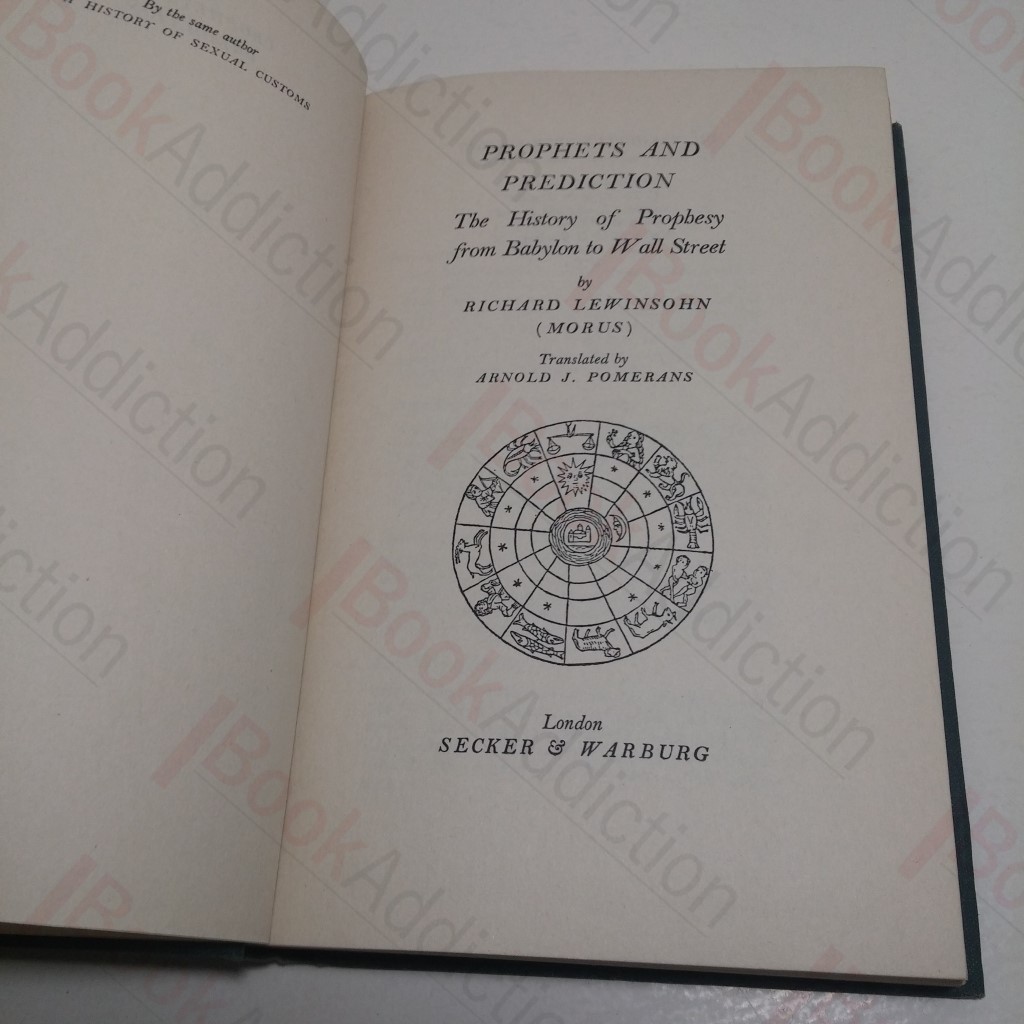 By the same author
A HISTORY OF SEXUAL CUSTOMS
PROPHETS AND
PREDICTION
The History of Prophesy
from Babylon to Wall Street
by
RICHARD LEWINSOHN
(MORUS)
Translated by
ARNOLD J. POMERANS
London
SECKER & WARBURG
BookAddiction